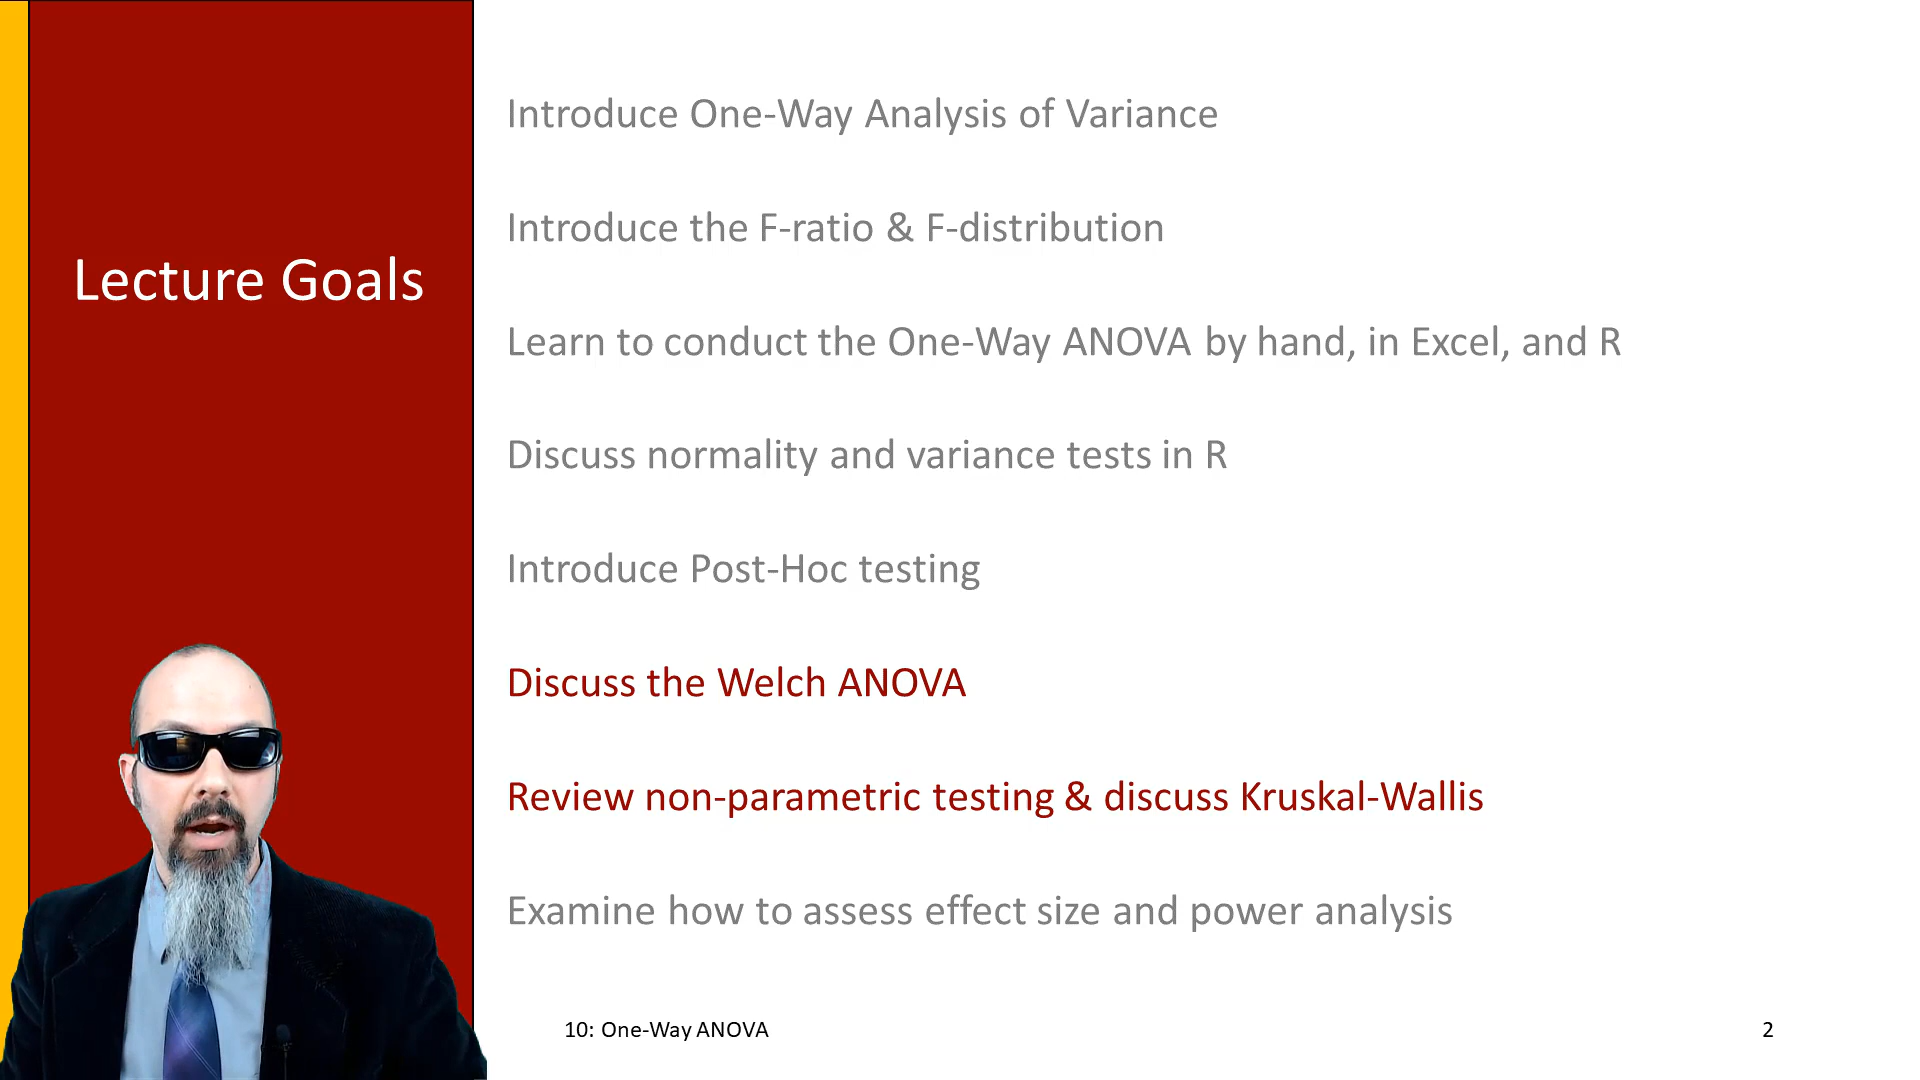 Lecture Goals
Introduce One-Way Analysis of Variance
Introduce the F-ratio & F-distribution
Learn to conduct the One-Way ANOVA by hand, in Excel, and R
Discuss normality and variance tests in R
Introduce Post-Hoc testing
Discuss the Welch ANOVA
Review non-parametric testing & discuss Kruskal-Wallis
Examine how to assess effect size and power analysis
10: One-Way ANOVA
2